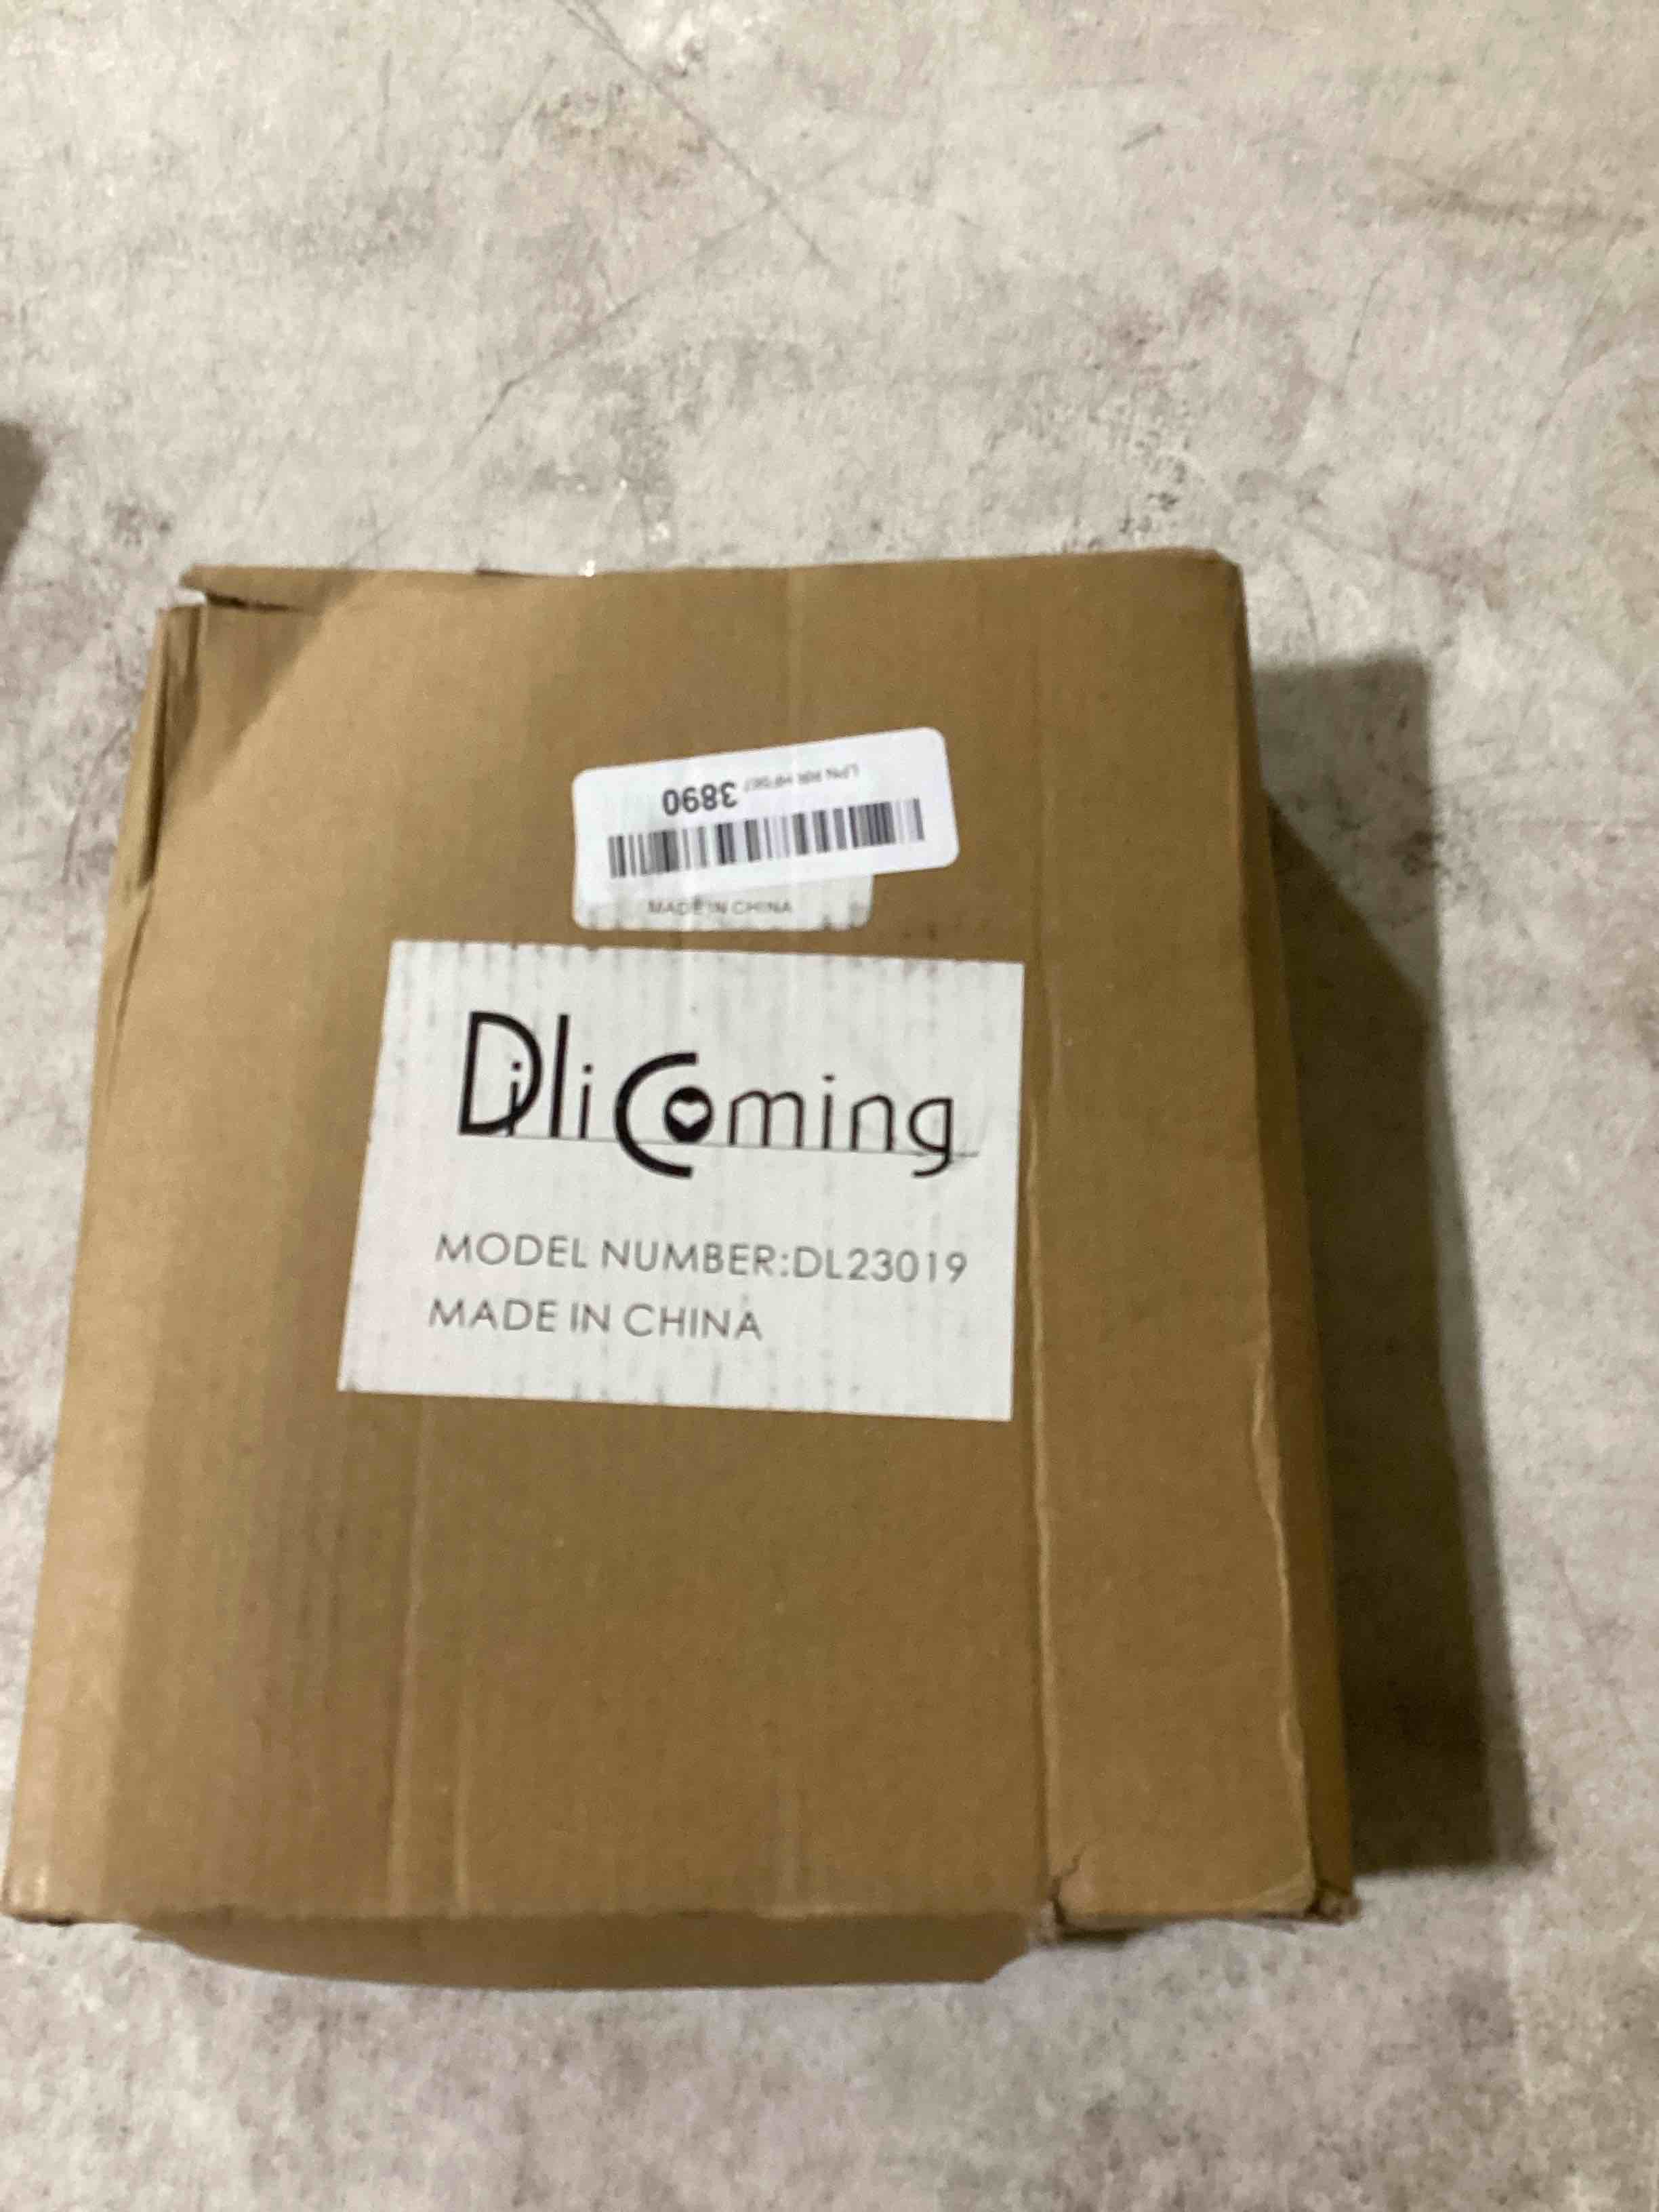 3890
MADE IN CHINA
DiliComing
MODEL NUMBER:DL23019
MADE IN CHINA